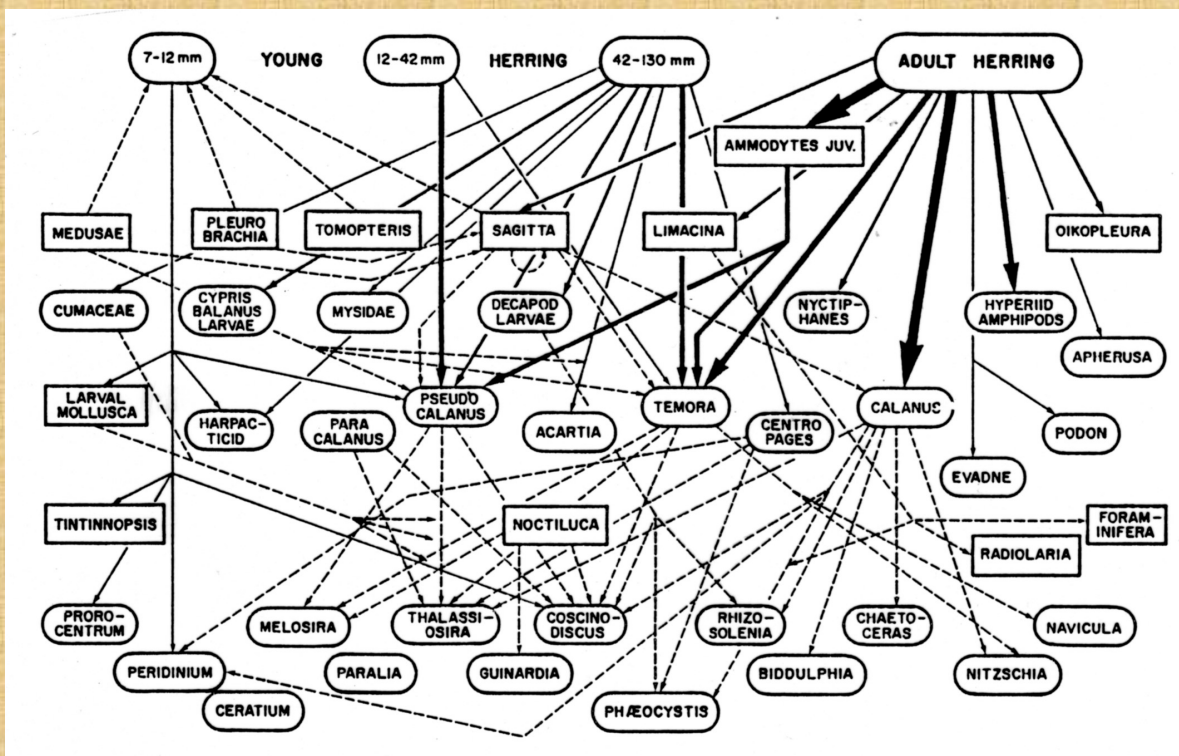 7-12 mm YOUNG 12-42 mm HERRING 42-130 mm ADULT HERRING
AMMODYTES JUV.
MEDUSAE
PLEURO
BRACHIA
TOMOPTERIS
SAGITTA
LIMACINA
OIKOPLEURA
CUMACEAE
CYPRIS
BALANUS
LARVAE
MYSIDAE
DECAPOD
LARVAE
NYCTIP-
HANES
HYPERIID
AMPHIPODS
APHERUSA
LARVAL
MOLLUSCA
HARPAC-
TICID
PARA
CALANUS
PSEUDO
CALANUS
ACARTIA
TEMORA
CENTRO
PAGES
CALANUS
PODON
EVADNE
TINTINNOPSIS
NOCTILUCA
FORAM-
INIFERA
RADIOLARIA
PRORO-
CENTRUM
MELOSIRA
THALASSI-
OSIRA
COSCINO-
DISCUS
RHIZO-
SOLENIA
CHAETO-
CERAS
NAVICULA
PERIDINIUM
PARALIA
GUINARDIA
BIDDULPHIA
NITZSCHIA
CERATIUM
PHÆOCYSTIS